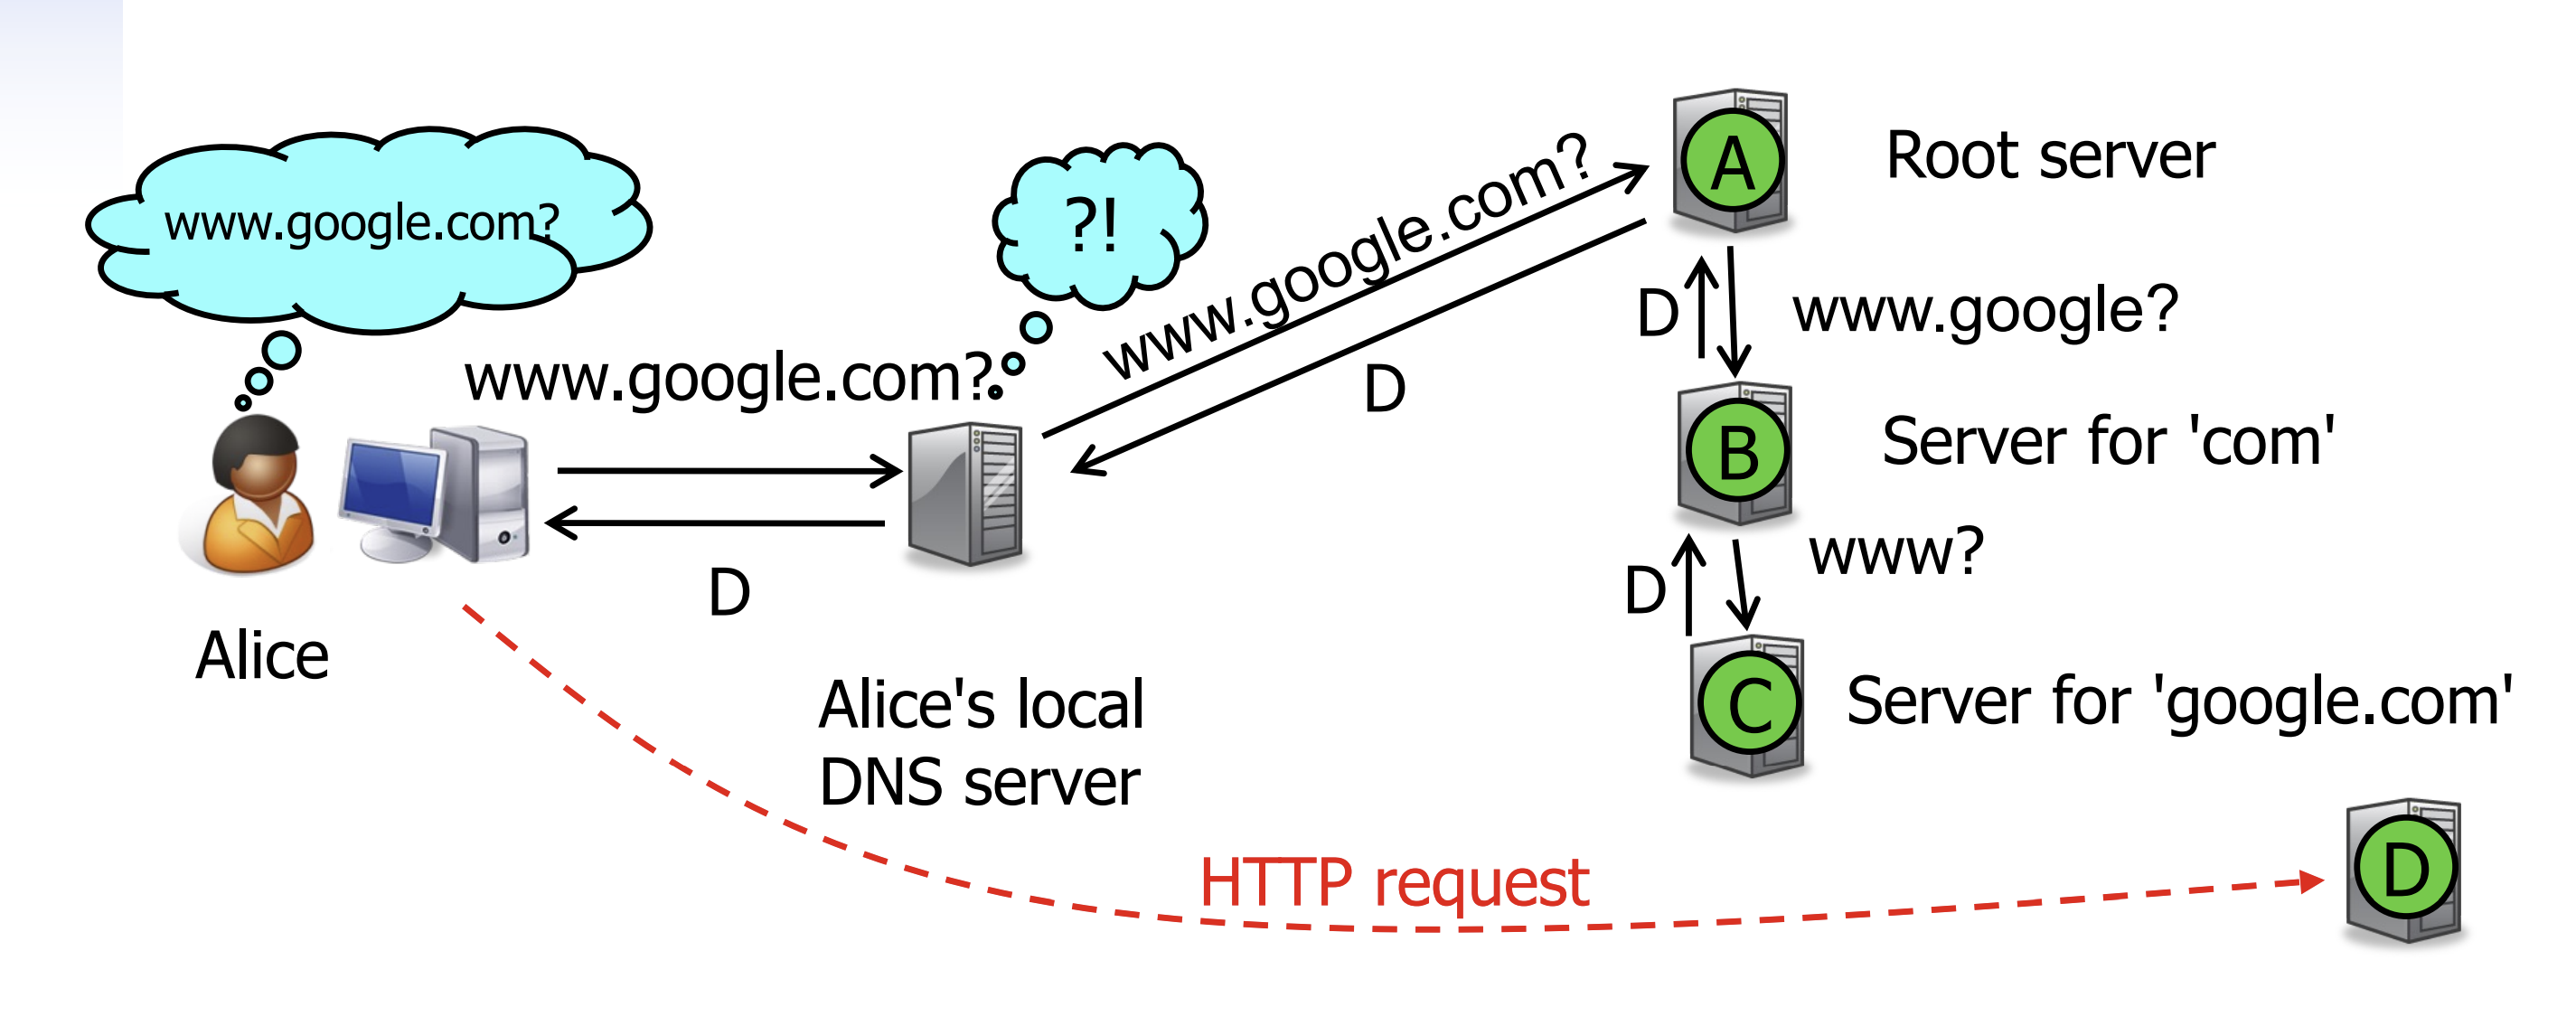 www.google.com?
?!
www.google.com?
A
Root server
D
www.google?
www.google.com?
D
B
Server for 'com'
D
www?
D
Alice
Alice's local
DNS server
C
Server for 'google.com'
HTTP request
D